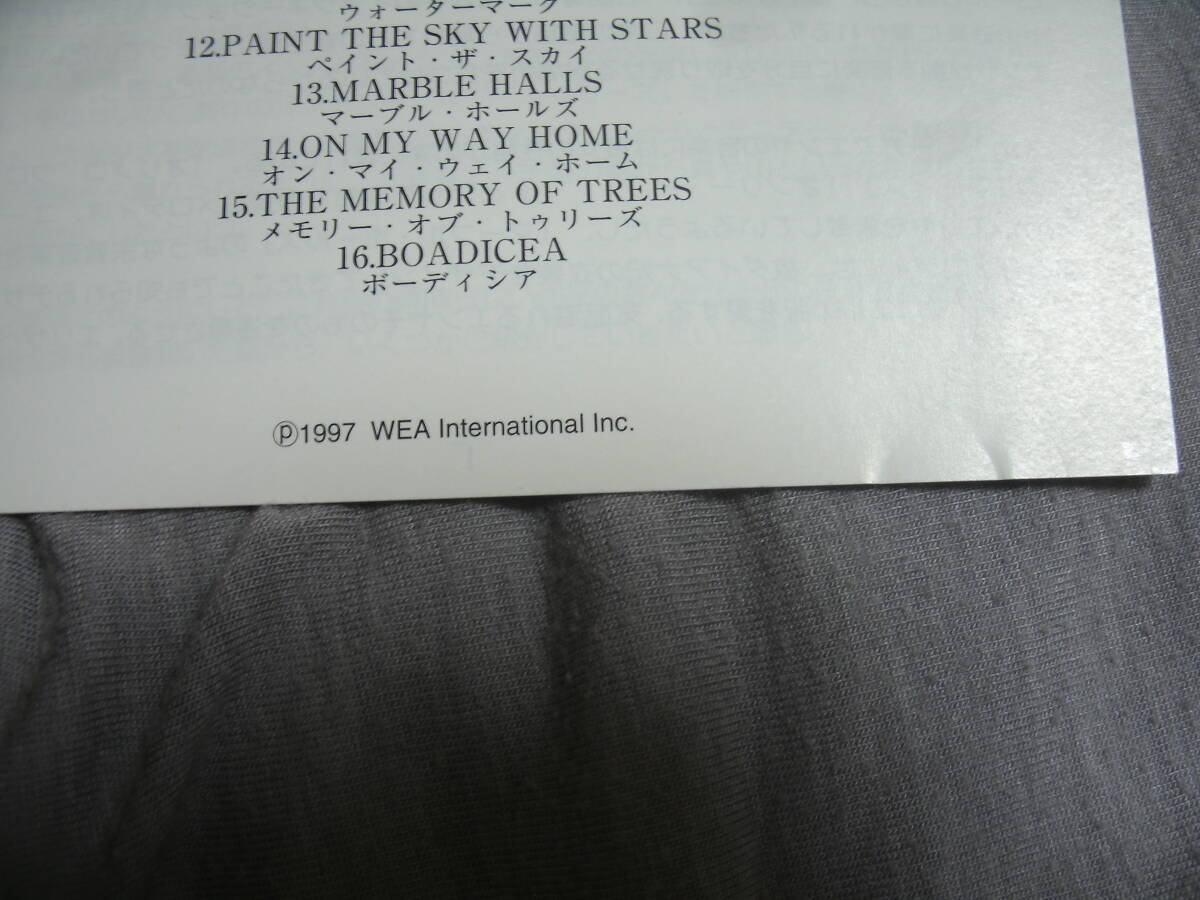 ウォーターマーク
12.PAINT THE SKY WITH STARS
ペイント・ザ・スカイ
13.MARBLE HALLS
マーブル・ホールズ
14.ON MY WAY HOME
オン・マイ・ウェイ・ホーム
15.THE MEMORY OF TREES
メモリー・オブ・トゥリーズ
16.BOADICEA
ボーディシア
Ⓟ1997 WEA International Inc.